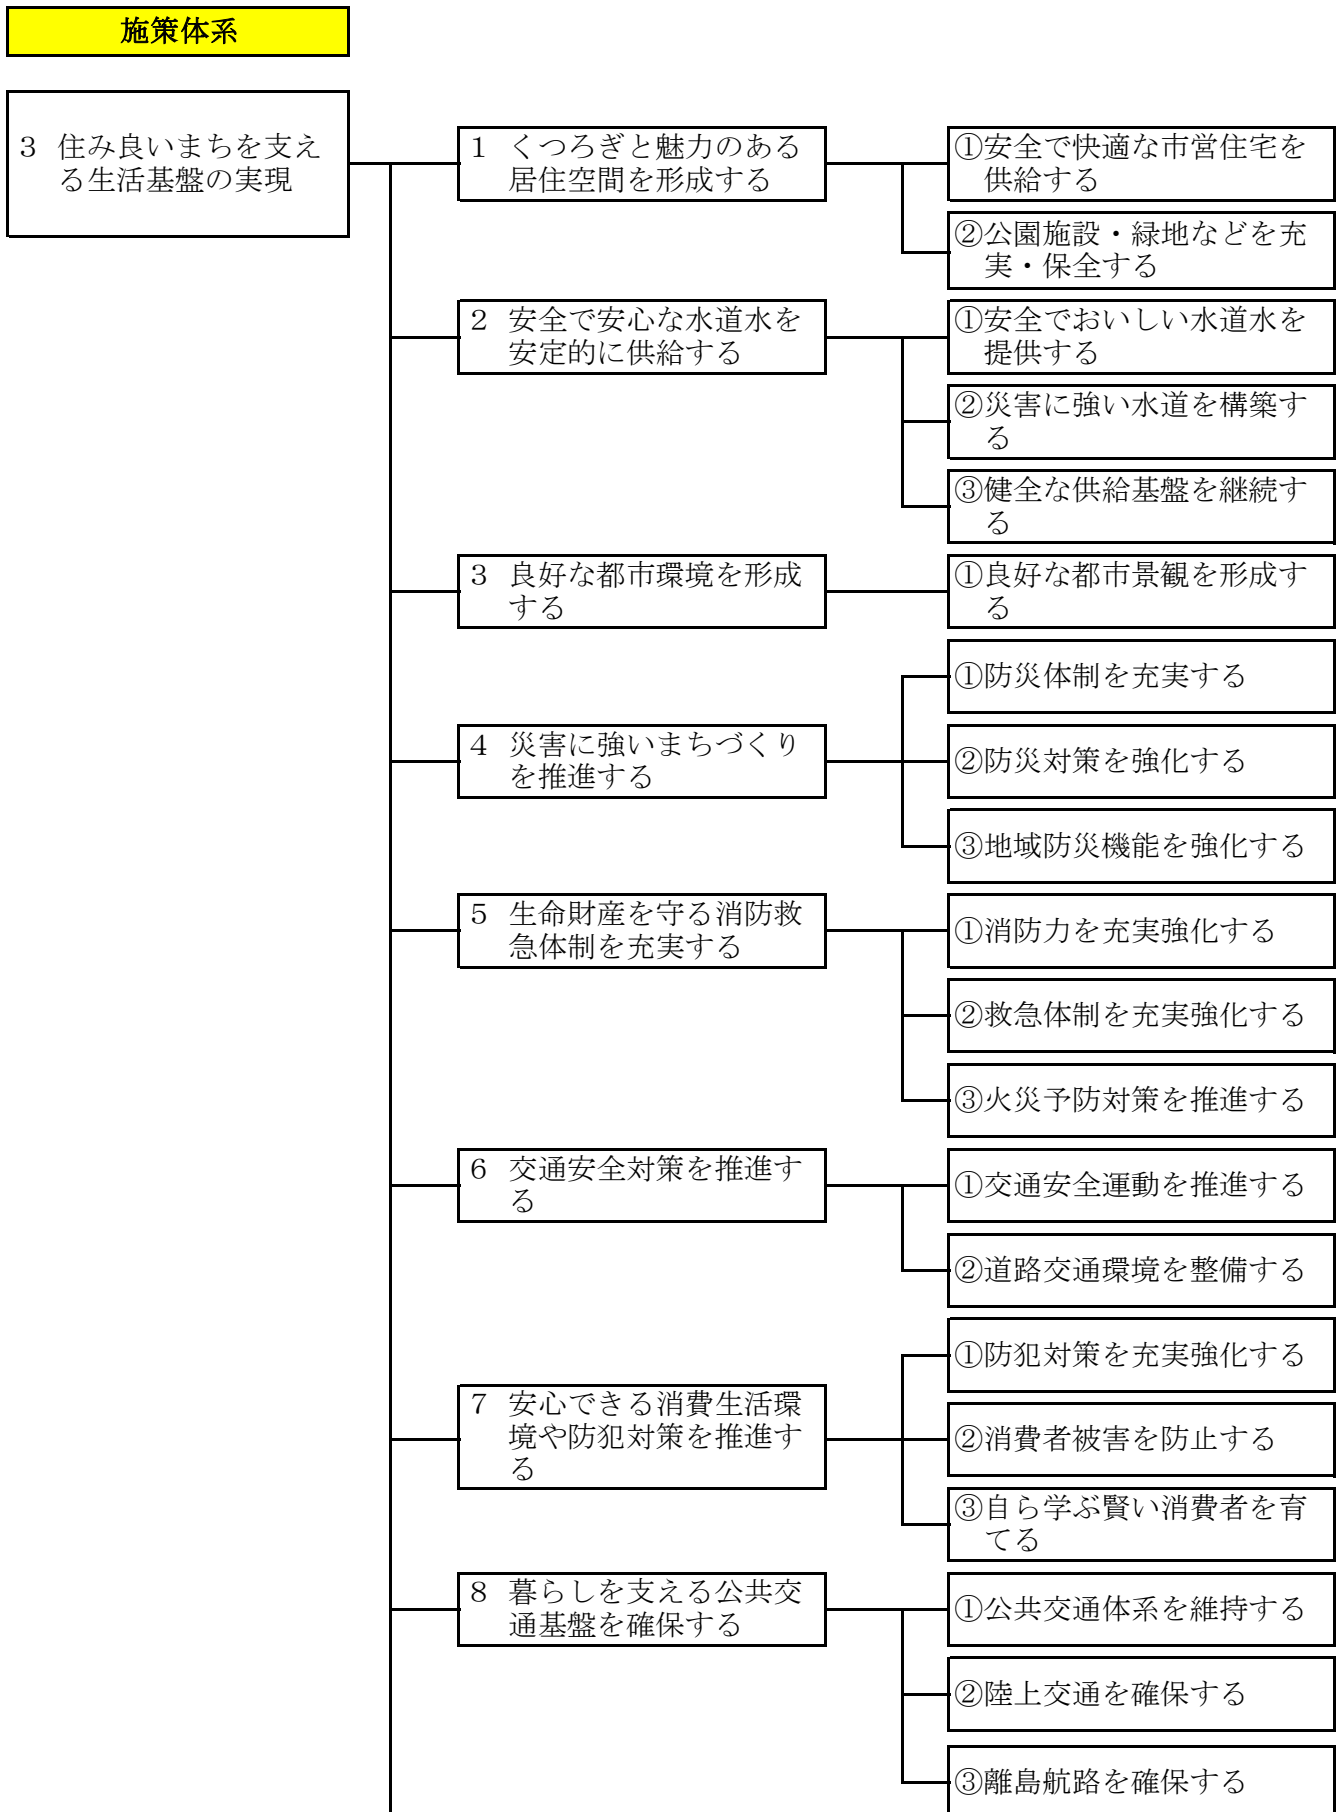 施策体系
3 住み良いまちを支え
る生活基盤の実現
1 くつろぎと魅力のある
居住空間を形成する
①安全で快適な市営住宅を
供給する
②公園施設・緑地などを充
実・保全する
2 安全で安心な水道水を
安定的に供給する
①安全でおいしい水道水を
提供する
②災害に強い水道を構築す
る
③健全な供給基盤を継続す
る
3 良好な都市環境を形成
する
①良好な都市景観を形成す
る
4 災害に強いまちづくり
を推進する
①防災体制を充実する
②防災対策を強化する
③地域防災機能を強化する
5 生命財産を守る消防救
急体制を充実する
①消防力を充実強化する
②救急体制を充実強化する
③火災予防対策を推進する
6 交通安全対策を推進す
る
①交通安全運動を推進する
②道路交通環境を整備する
7 安心できる消費生活環
境や防犯対策を推進す
る
①防犯対策を充実強化する
②消費者被害を防止する
③自ら学ぶ賢い消費者を育
てる
8 暮らしを支える公共交
通基盤を確保する
①公共交通体系を維持する
②陸上交通を確保する
③離島航路を確保する